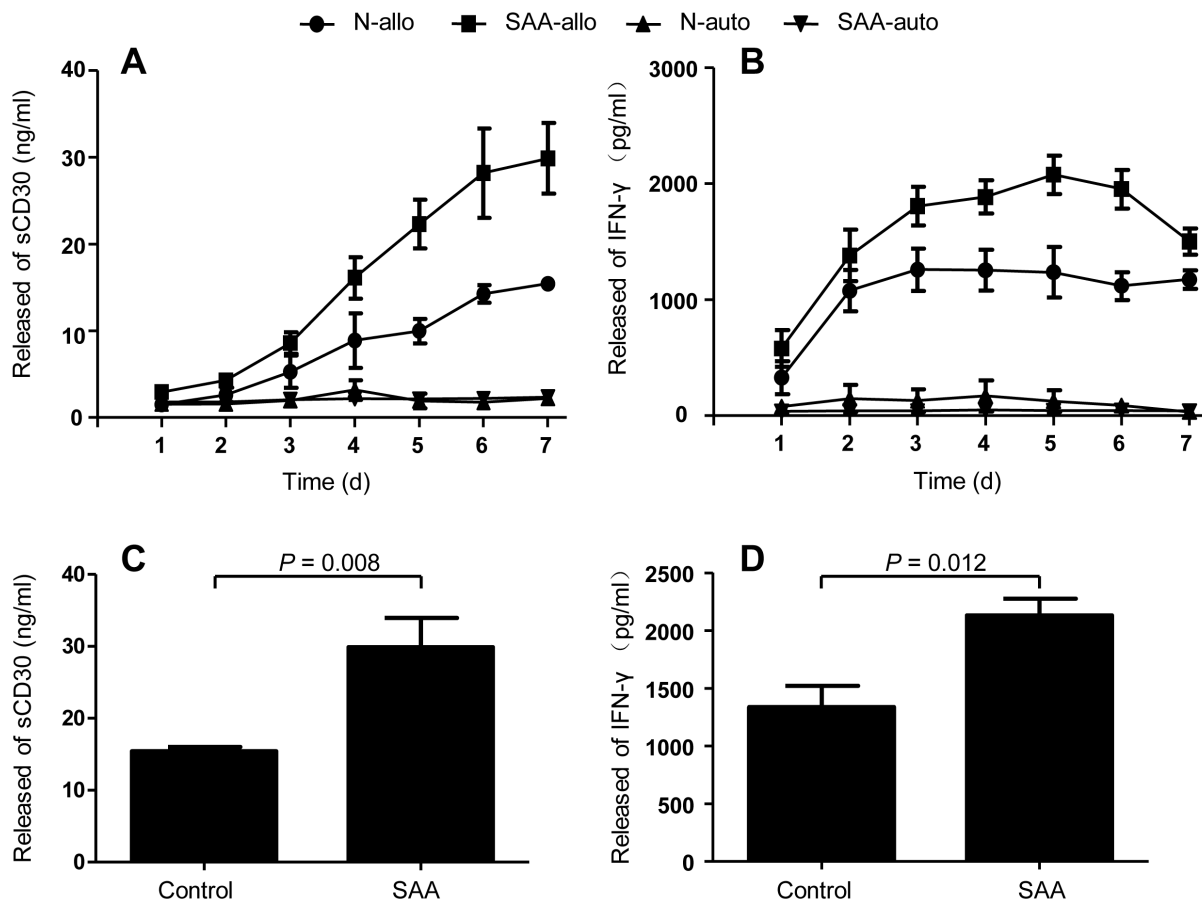 N-allo SAA-allo N-auto SAA-auto
A
Released of sCD30 (ng/ml)
40
30
20
10
0
1 2 3 4 5 6 7
Time (d)
B
Released of IFN-γ （pg/ml）
3000
2000
1000
0
1 2 3 4 5 6 7
Time (d)
C
P = 0.008
Released of sCD30 (ng/ml)
40
30
20
10
0
Control SAA
D
P = 0.012
Released of IFN-γ （pg/ml）
2500
2000
1500
1000
500
0
Control SAA